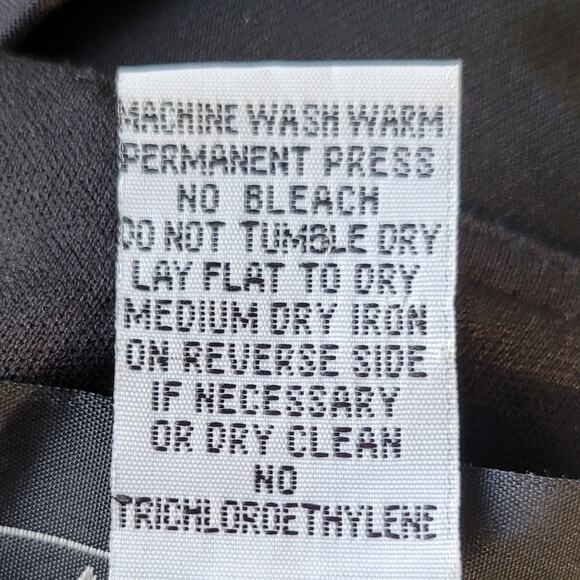 MACHINE WASH WARM
PERMANENT PRESS
NO BLEACH
DO NOT TUMBLE DRY
LAY FLAT TO DRY
MEDIUM DRY IRON
ON REVERSE SIDE
IF NECESSARY
OR DRY CLEAN
NO
TRICHLOROETHYLENE